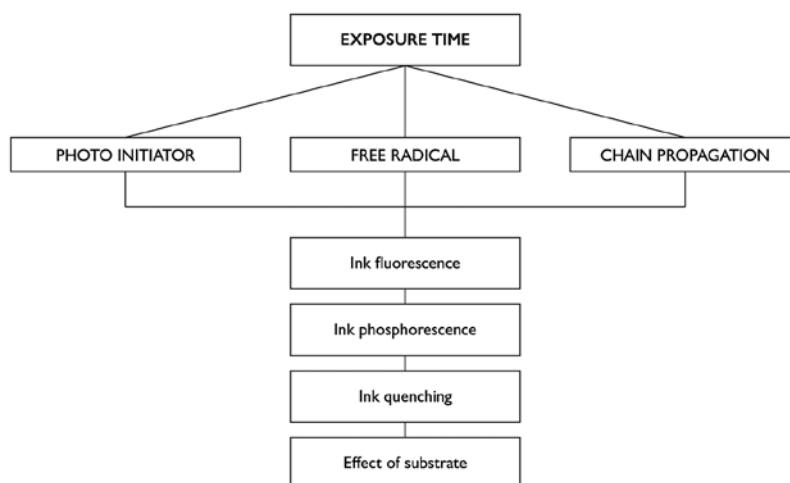 EXPOSURE TIME
PHOTO INITIATOR
FREE RADICAL
CHAIN PROPAGATION
Ink fluorescence
Ink phosphorescence
Ink quenching
Effect of substrate